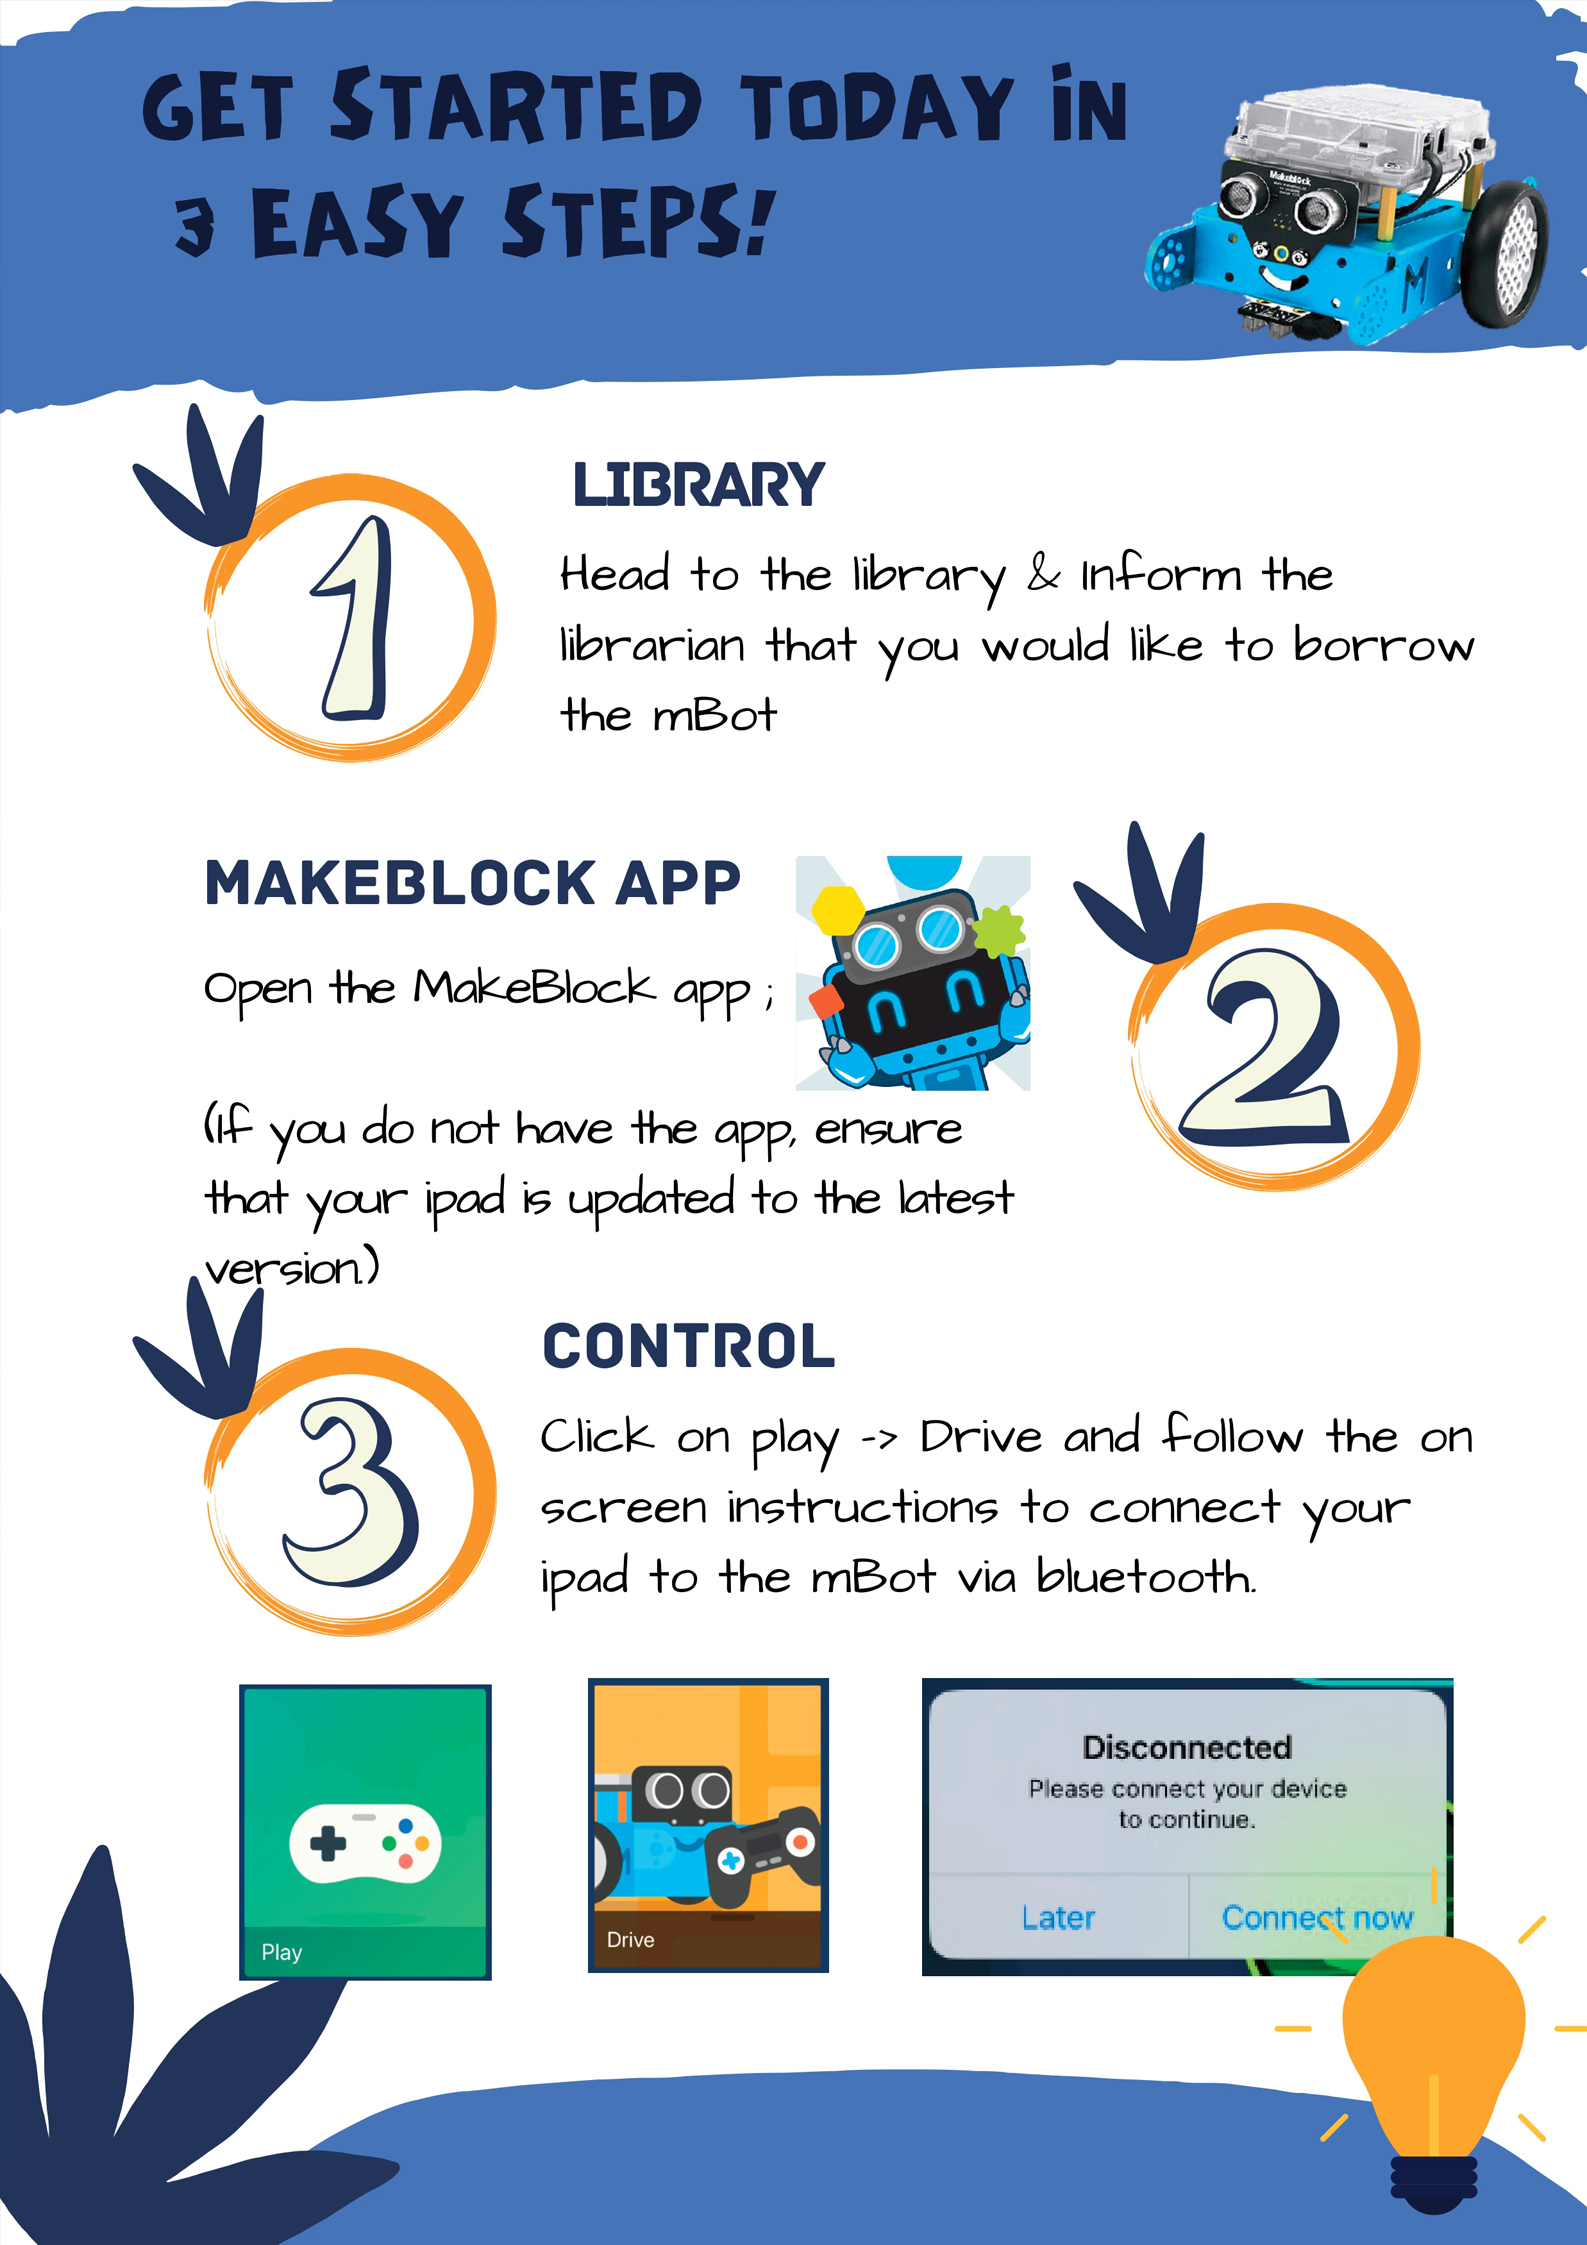 GET STARTED TODAY IN
3 EASY STEPS!
Makeblock
M
1
LIBRARY
Head to the library & Inform the
librarian that you would like to borrow
the mBot
MAKEBLOCK APP
Open the MakeBlock app ;
2
(If you do not have the app, ensure
that your ipad is updated to the latest
version.)
3
CONTROL
Click on play -> Drive and follow the on
screen instructions to connect your
ipad to the mBot via bluetooth.
Play
Drive
Disconnected
Please connect your device
to continue.
Later
Connect now